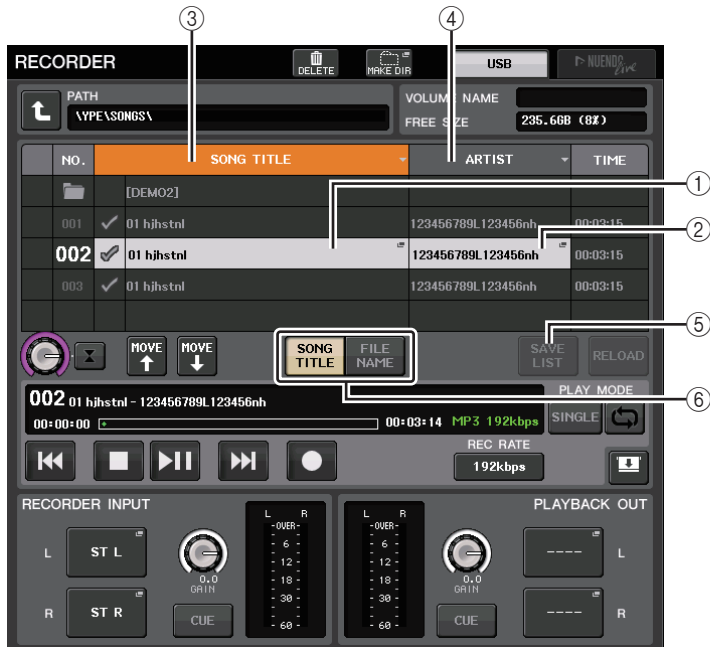 ③ ④
RECORDER DELETE MAKE DIR USB NUENDO Live
PATH
\YPE\SONGS\
VOLUME NAME
FREE SIZE 235.6GB (8%)
NO. SONG TITLE ARTIST TIME
[DEMO2]
①
001 01 hjhstnl 123456789L123456nh 00:03:15
②
002 01 hjhstnl 123456789L123456nh 00:03:15
003 01 hjhstnl 123456789L123456nh 00:03:15
⑤
MOVE MOVE SONG TITLE FILE NAME SAVE LIST RELOAD
⑥
002 01 hjhstnl - 123456789L123456nh
PLAY MODE
00:00:00 00:03:14 MP3 192kbps SINGLE
REC RATE
192kbps
RECORDER INPUT
L R
-OVER-
- 6 -
- 12 -
- 18 -
- 30 -
- 60 -
L ST L
0.0
GAIN
R ST R
CUE
PLAYBACK OUT
L R
-OVER-
- 6 -
- 12 -
- 18 -
- 30 -
- 60 -
0.0
GAIN
CUE
---- L
---- R